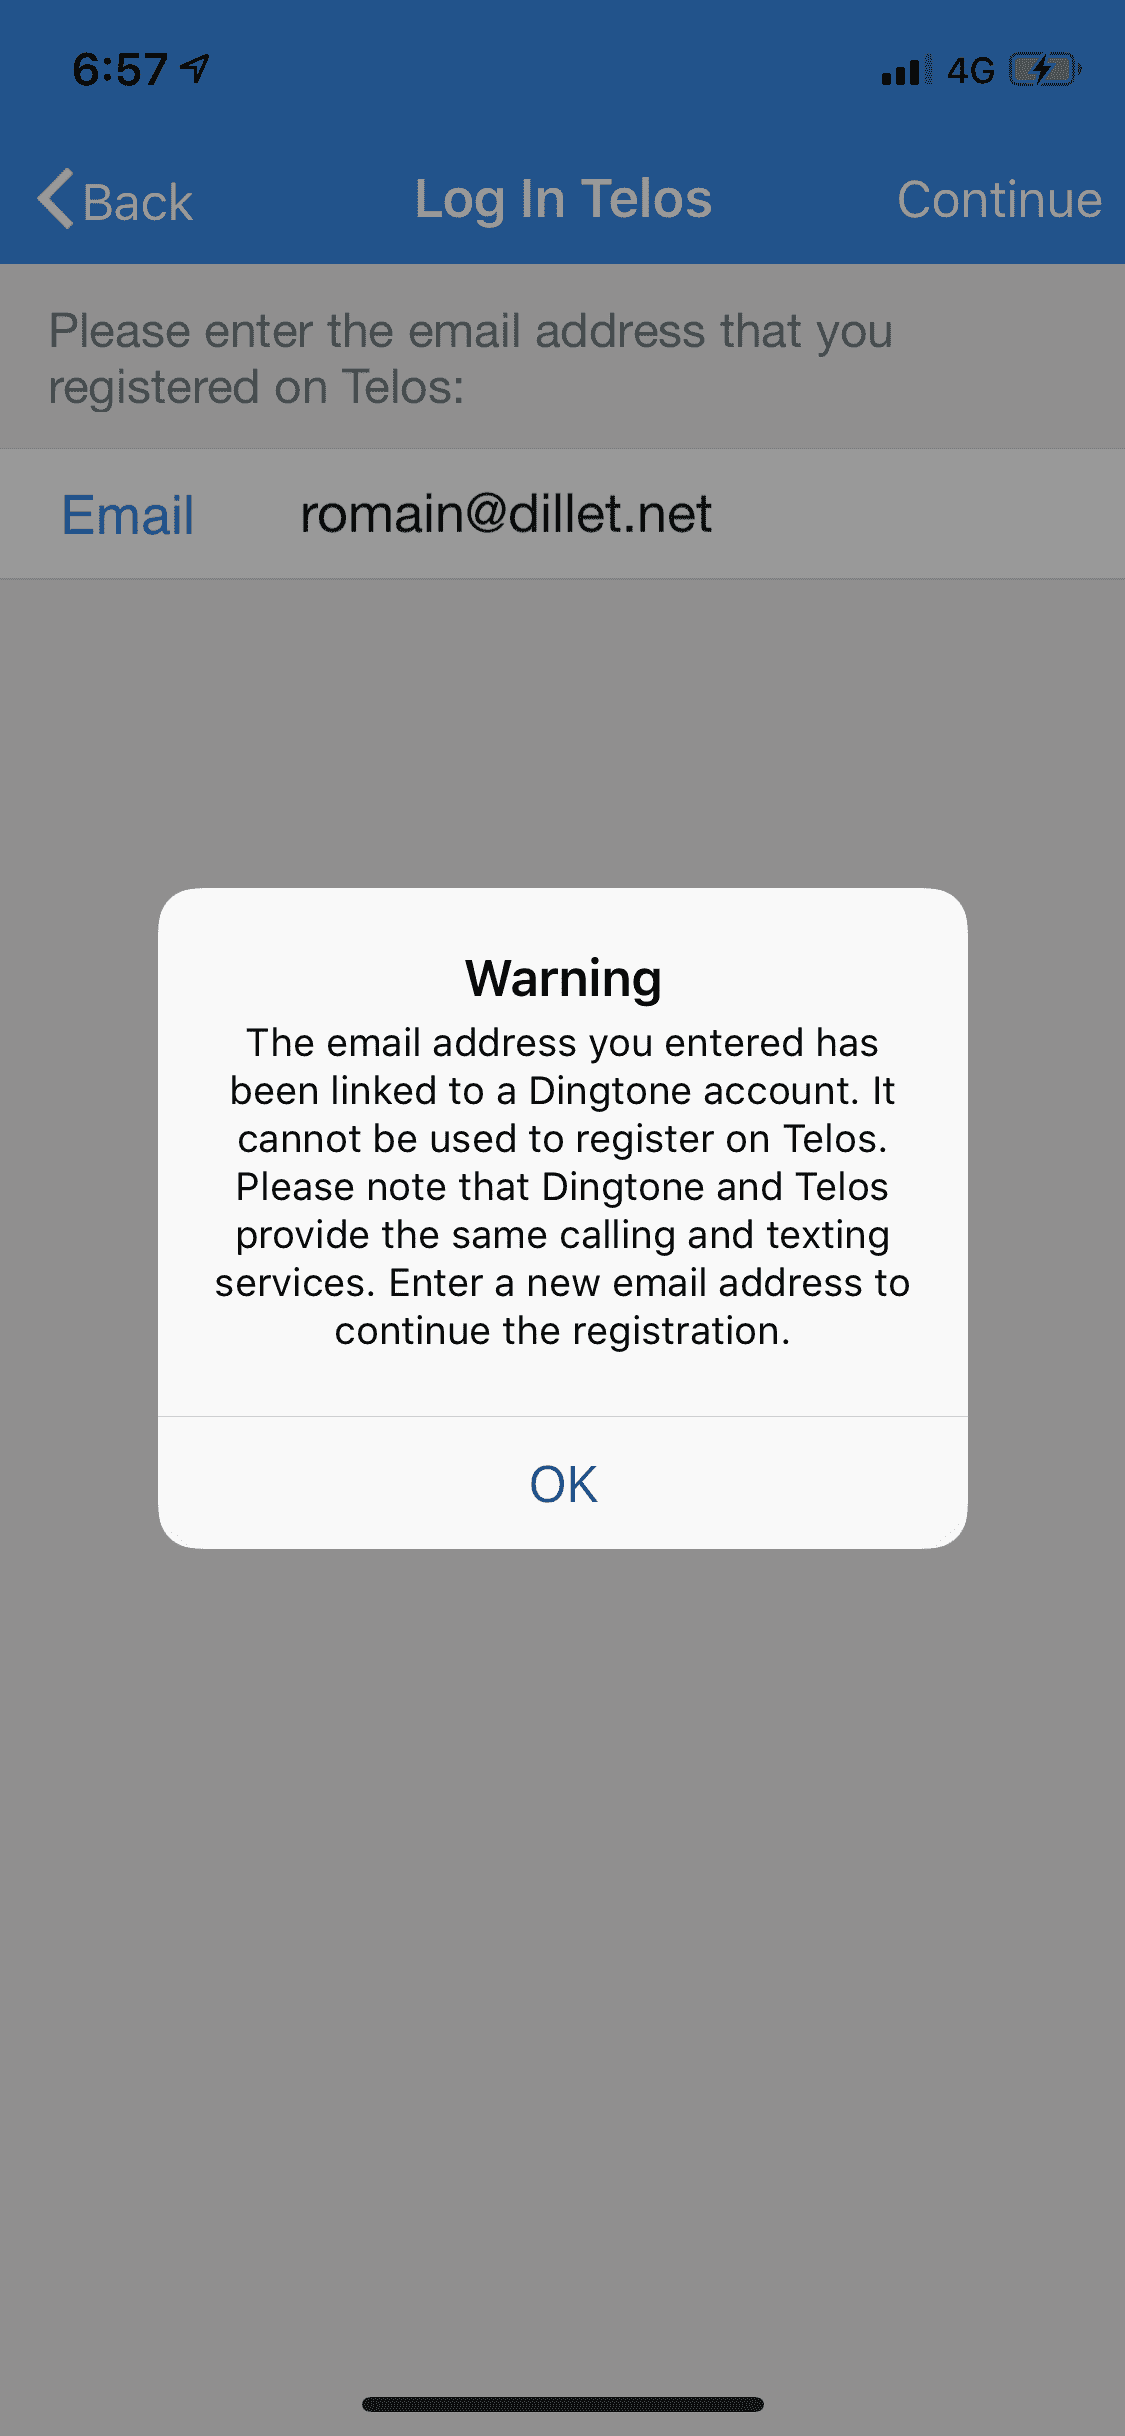 6:57 4G
Back Log In Telos Continue
Please enter the email address that you
registered on Telos:
Email romain@dillet.net
Warning
The email address you entered has
been linked to a Dingtone account. It
cannot be used to register on Telos.
Please note that Dingtone and Telos
provide the same calling and texting
services. Enter a new email address to
continue the registration.
OK